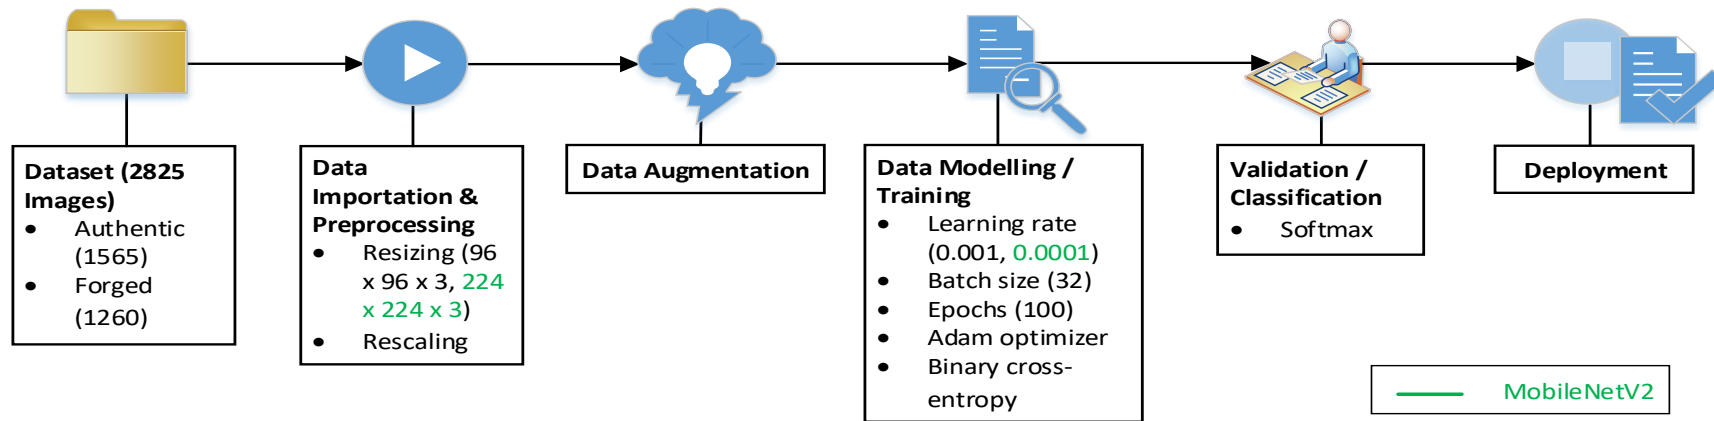 Dataset (2825
Images)
• Authentic
(1565)
• Forged
(1260)
Data
Importation &
Preprocessing
• Resizing (96
x 96 x 3, 224
x 224 x 3)
• Rescaling
Data Augmentation
Data Modelling /
Training
• Learning rate
(0.001, 0.0001)
• Batch size (32)
• Epochs (100)
• Adam optimizer
• Binary cross-
entropy
Validation /
Classification
• Softmax
Deployment
MobileNetV2